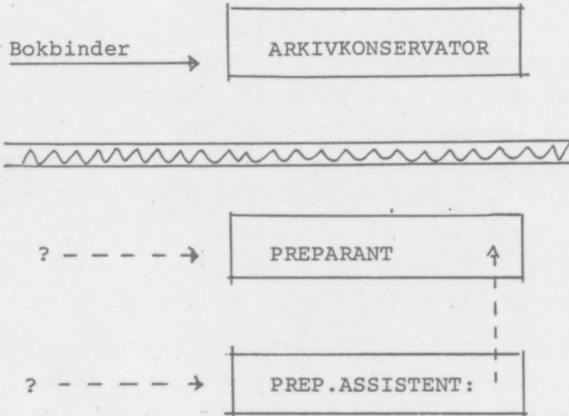 Bokbinder ARKIVKONSERVATOR
? PREPARANT
? PREP.ASSISTENT: